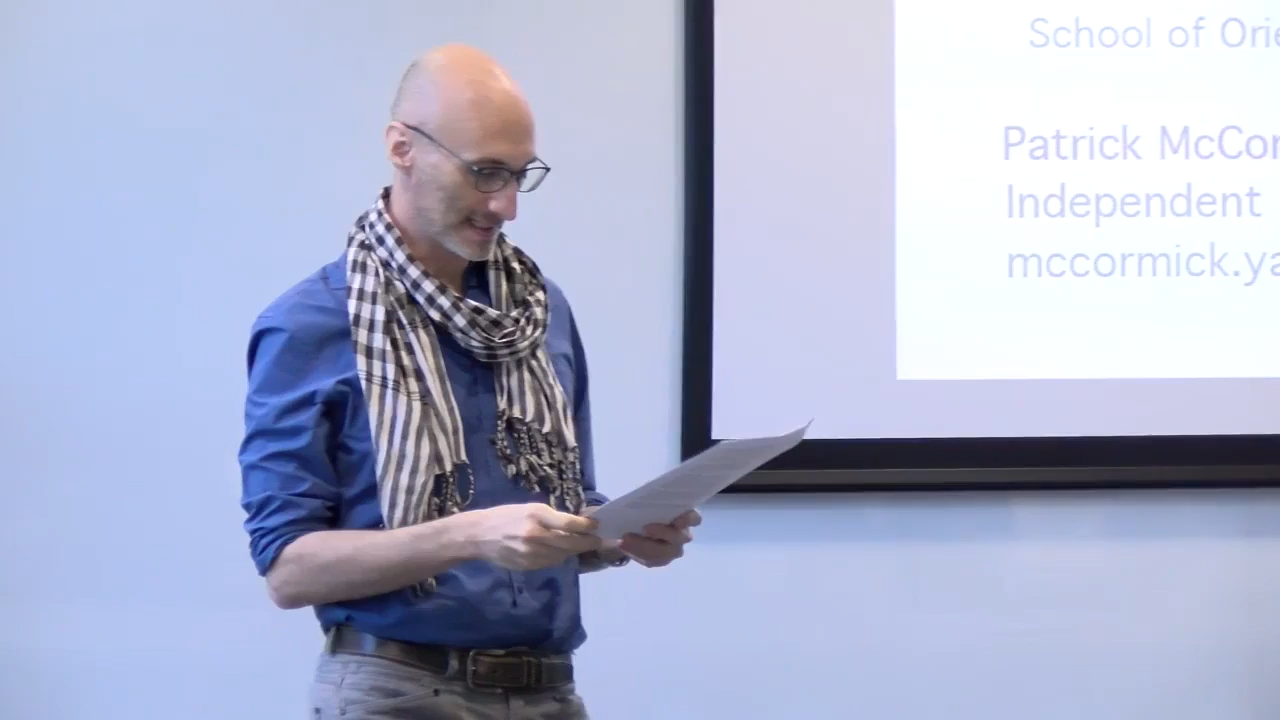 School of Orie
Patrick McCor
Independent
mccormick.ya